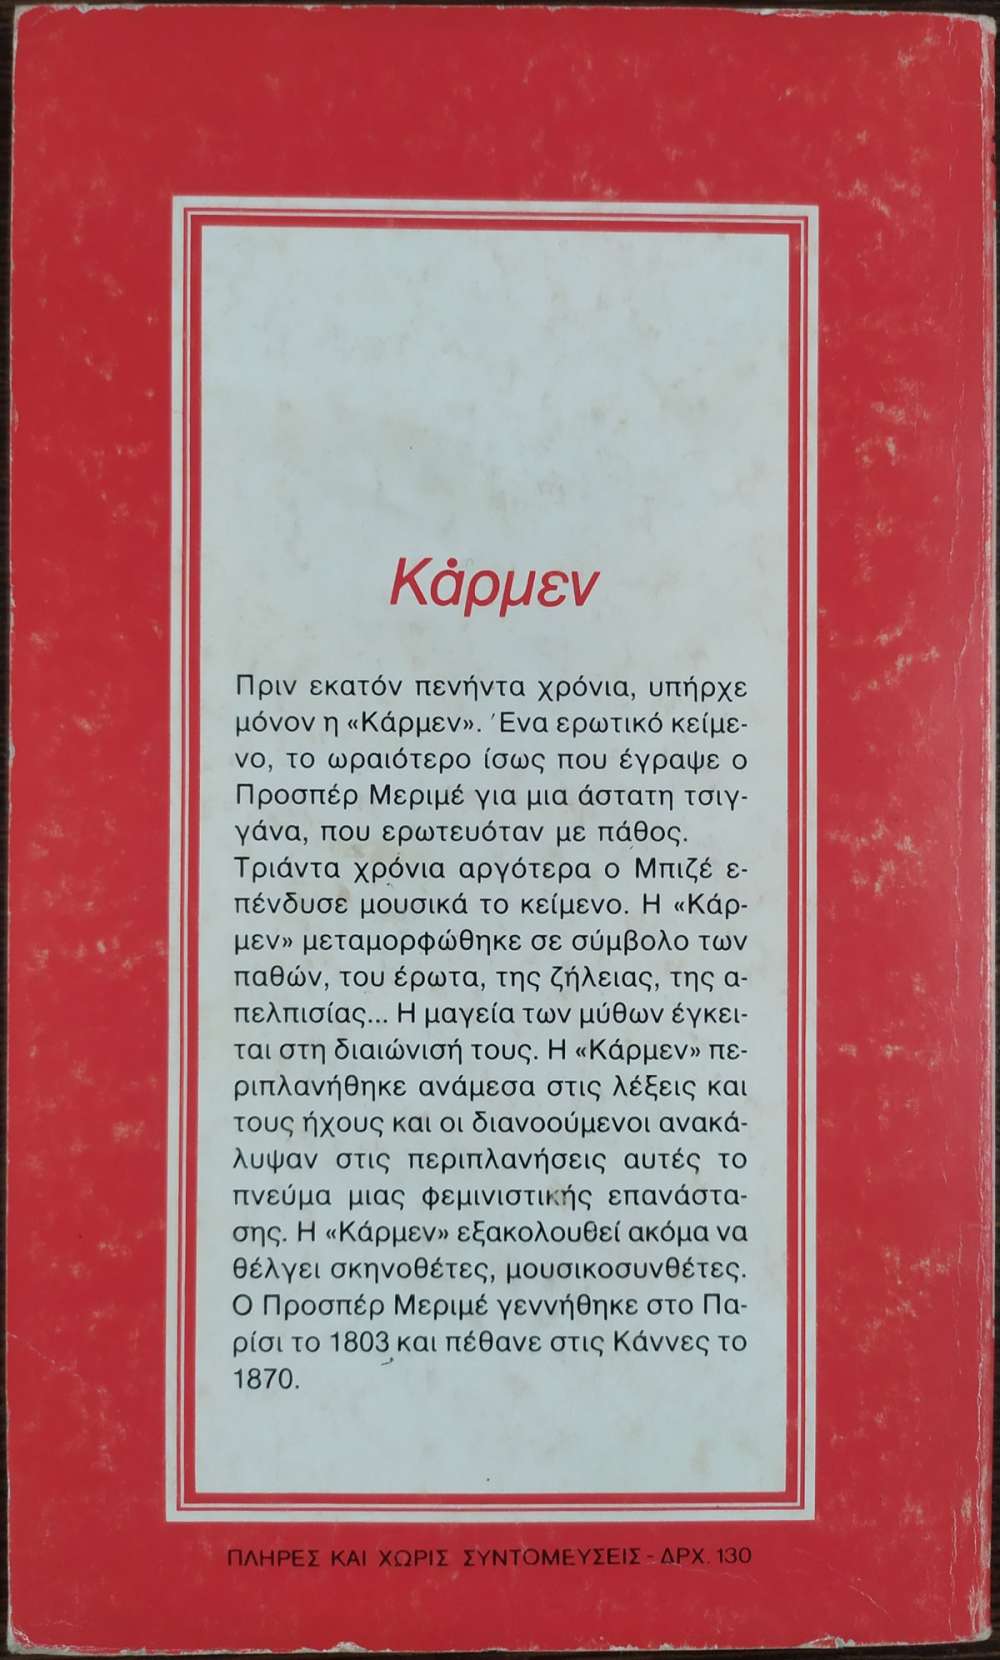 Κάρμεν
Πριν εκατόν πενήντα χρόνια, υπήρχε
μόνον η «Κάρμεν». Ένα ερωτικό κείμε-
νο, το ωραιότερο ίσως που έγραψε ο
Προσπέρ Μεριμέ για μια άστατη τσιγ-
γάνα, που ερωτευόταν με πάθος.
Τριάντα χρόνια αργότερα ο Μπιζέ ε-
πένδυσε μουσικά το κείμενο. Η «Κάρ-
μεν» μεταμορφώθηκε σε σύμβολο των
παθών, του έρωτα, της ζήλειας, της α-
πελπισίας... Η μαγεία των μύθων έγκει-
ται στη διαιώνισή τους. Η «Κάρμεν» πε-
ριπλανήθηκε ανάμεσα στις λέξεις και
τους ήχους και οι διανοούμενοι ανακά-
λυψαν στις περιπλανήσεις αυτές το
πνεύμα μιας φεμινιστικής επανάστα-
σης. Η «Κάρμεν» εξακολουθεί ακόμα να
θέλγει σκηνοθέτες, μουσικοσυνθέτες.
Ο Προσπέρ Μεριμέ γεννήθηκε στο Πα-
ρίσι το 1803 και πέθανε στις Κάννες το
1870.
ΠΛΗΡΕΣ ΚΑΙ ΧΩΡΙΣ ΣΥΝΤΟΜΕΥΣΕΙΣ - ΔΡΧ. 130